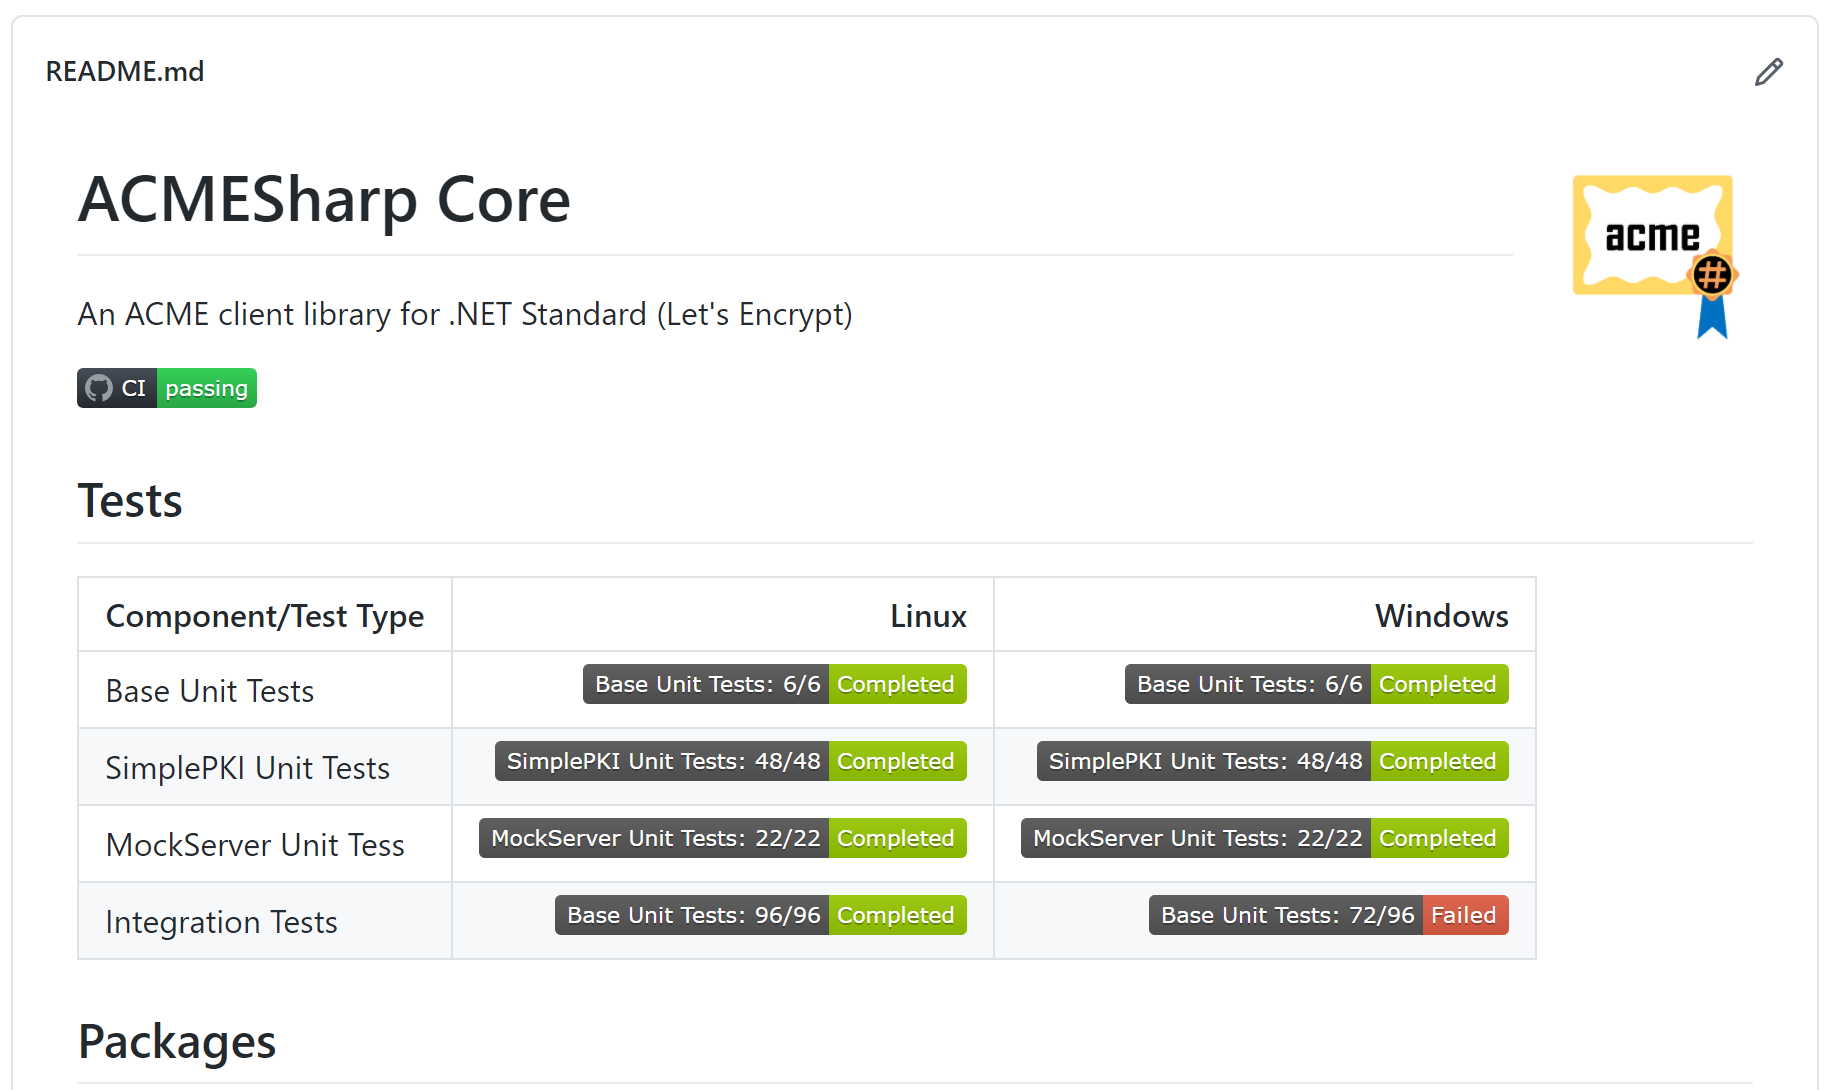 README.md
ACMESharp Core
acme
#
An ACME client library for .NET Standard (Let's Encrypt)
CI passing
Tests
Component/Test Type Linux Windows
Base Unit Tests Base Unit Tests: 6/6 Completed Base Unit Tests: 6/6 Completed
SimplePKI Unit Tests SimplePKI Unit Tests: 48/48 Completed SimplePKI Unit Tests: 48/48 Completed
MockServer Unit Tess MockServer Unit Tests: 22/22 Completed MockServer Unit Tests: 22/22 Completed
Integration Tests Base Unit Tests: 96/96 Completed Base Unit Tests: 72/96 Failed
Packages